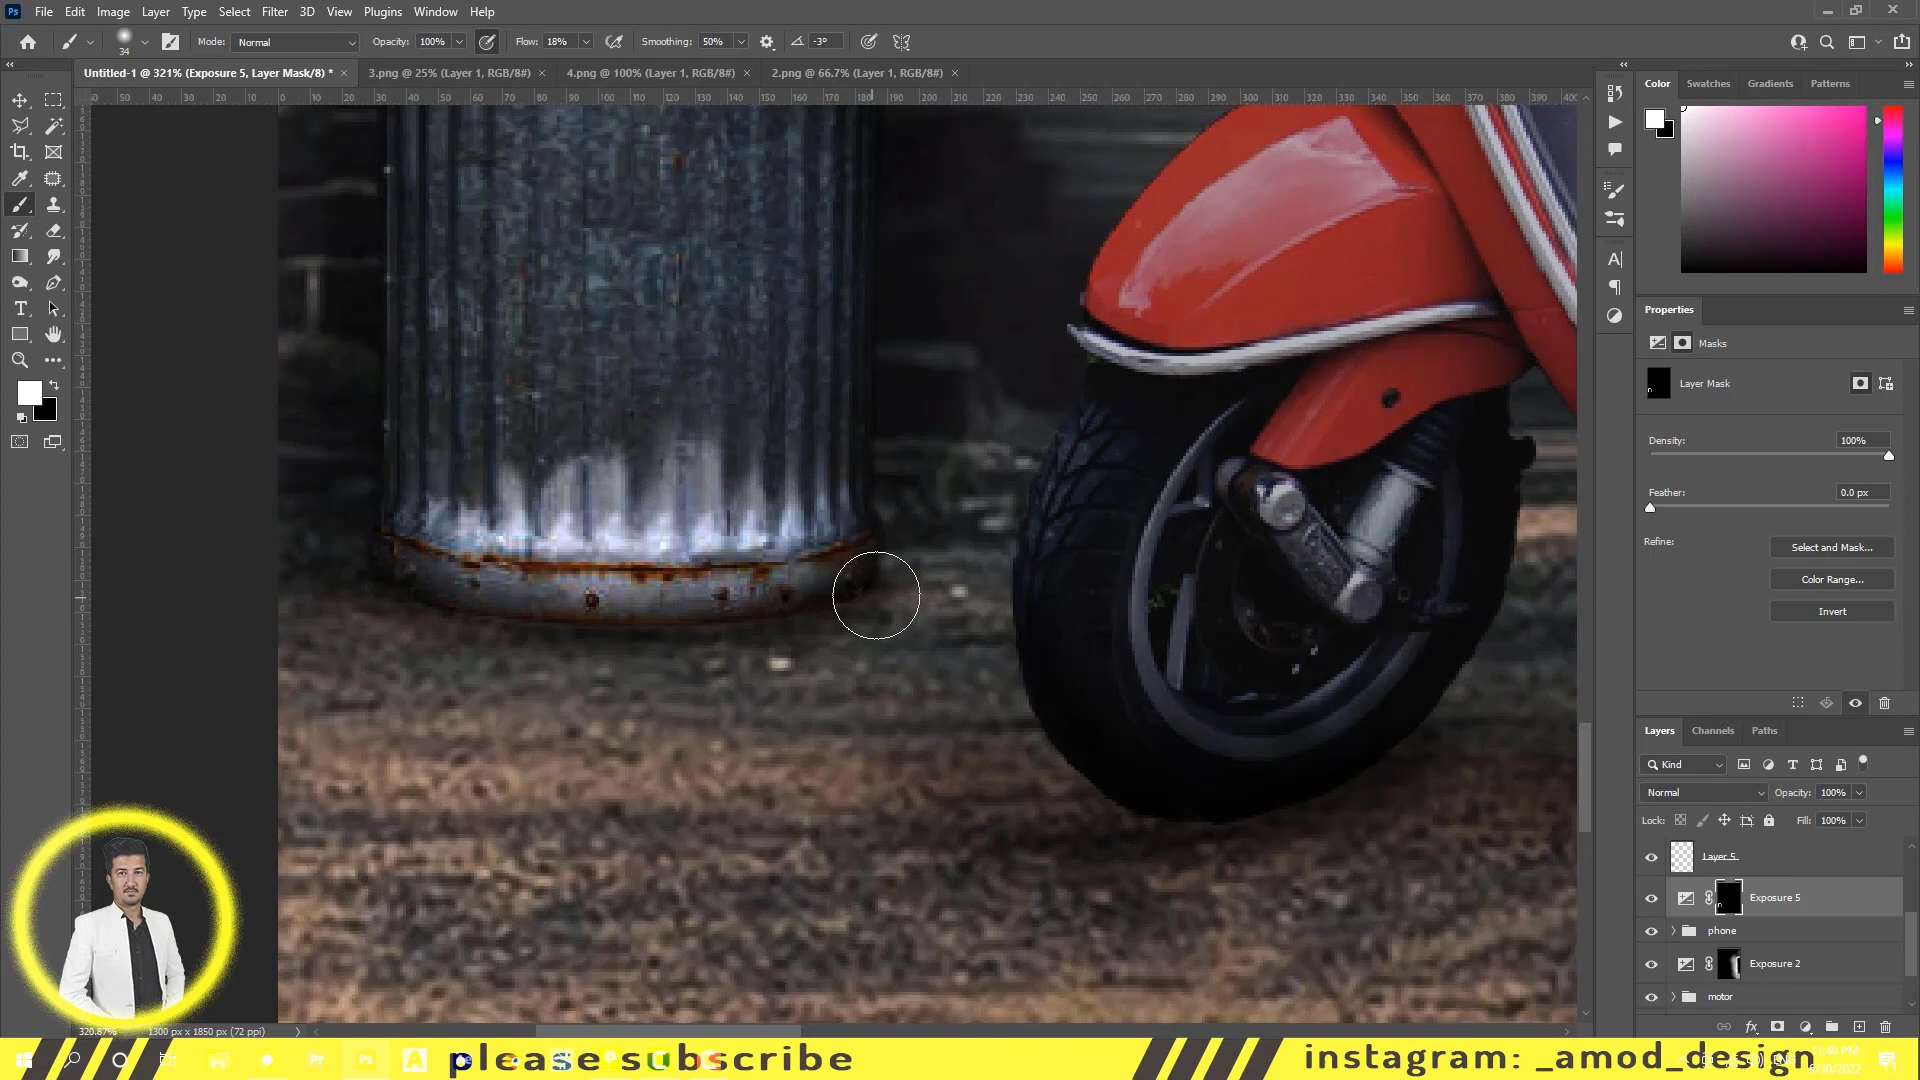 File Edit Image Layer Type Select Filter 3D View Plugins Window Help
34 Mode: Normal Opacity: 100% Flow: 18% Smoothing: 50% -3°
Untitled-1 @ 321% (Exposure 5, Layer Mask/8) * × 3.png @ 25% (Layer 1, RGB/8#) × 4.png @ 100% (Layer 1, RGB/8#) × 2.png @ 66.7% (Layer 1, RGB/8#) ×
Color Swatches Gradients Patterns
Properties
Masks
Layer Mask
Density: 100%
Feather: 0.0 px
Refine: Select and Mask...
Color Range...
Invert
Layers Channels Paths
Kind
Normal Opacity: 100%
Lock: Fill: 100%
Layer 5
Exposure 5
phone
Exposure 2
motor
320.87% 1300 px x 1850 px (72 ppi)
please subscribe
instagram: _amod_design